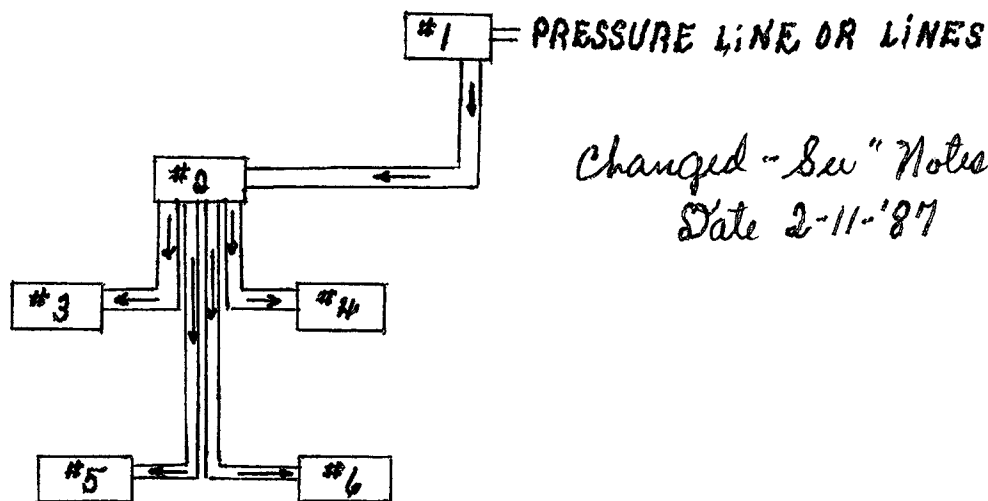 #1 PRESSURE LINE OR LINES
Changed - See " Notes
Date 2-11-'87
#2
#3 #4
#5 #6